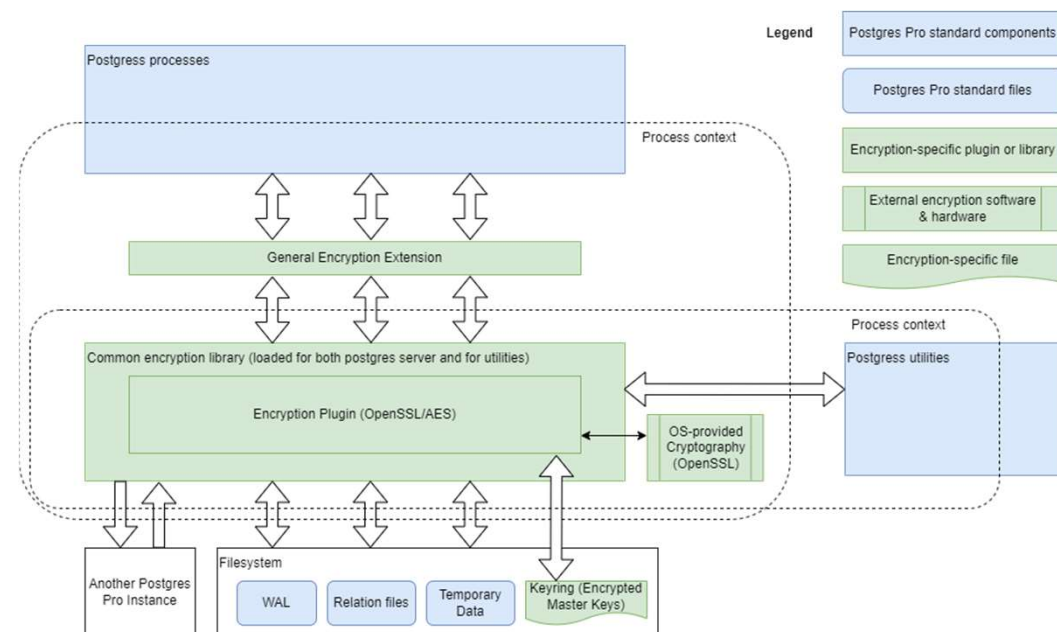 Legend
Postgres Pro standard components
Postgres Pro standard files
Encryption-specific plugin or library
External encryption software
& hardware
Encryption-specific file
Postgress processes
Process context
General Encryption Extension
Process context
Common encryption library (loaded for both postgres server and for utilities)
Encryption Plugin (OpenSSL/AES)
OS-provided
Cryptography
(OpenSSL)
Postgress utilities
Another Postgres
Pro Instance
Filesystem
WAL
Relation files
Temporary
Data
Keyring (Encrypted
Master Keys)